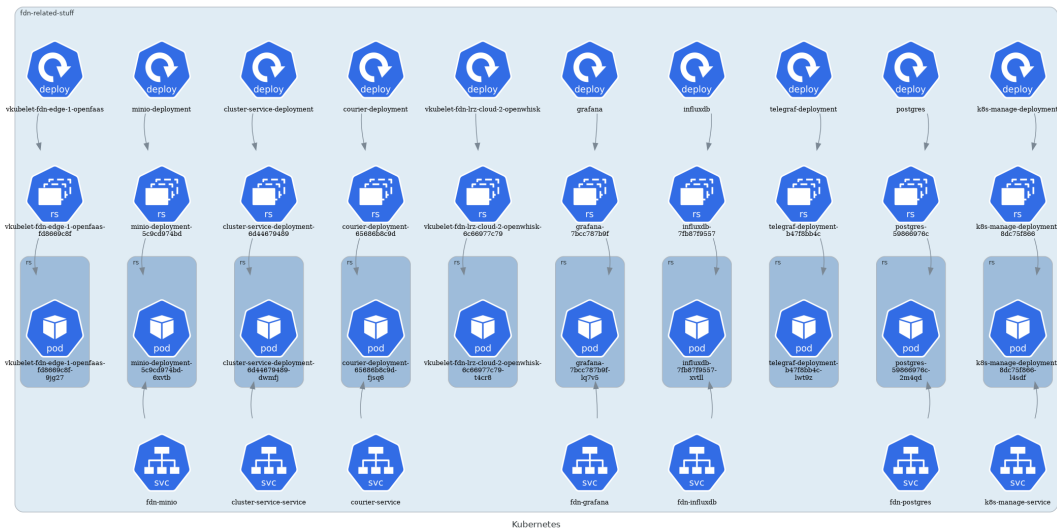 fdn-related-stuff
deploy deploy deploy deploy deploy deploy deploy deploy deploy deploy
vkubelet-fdn-edge-1-openfaas minio-deployment cluster-service-deployment courier-deployment vkubelet-fdn-lrz-cloud-2-openwhisk grafana influxdb telegraf-deployment postgres k8s-manage-deployment
rs rs rs rs rs rs rs rs rs rs
vkubelet-fdn-edge-1-openfaas- minio-deployment- cluster-service-deployment- courier-deployment- vkubelet-fdn-lrz-cloud-2-openwhisk- grafana- influxdb- telegraf-deployment- postgres- k8s-manage-deployment-
fd8669c8f 5c9cd974bd 6d44679489 65686b8c9d 6c66977c79 7bcc787b9f 7fb87f9557 b47f8bb4c 59866976c 8dc75f866
rs rs rs rs rs rs rs rs rs rs
pod pod pod pod pod pod pod pod pod pod
vkubelet-fdn-edge-1-openfaas- minio-deployment- cluster-service-deployment- courier-deployment- vkubelet-fdn-lrz-cloud-2-openwhisk- grafana- influxdb- telegraf-deployment- postgres- k8s-manage-deployment-
fd8669c8f- 5c9cd974bd- 6d44679489- 65686b8c9d- 6c66977c79- 7bcc787b9f- 7fb87f9557- b47f8bb4c- 59866976c- 8dc75f866-
9jg27 6xvtb dwmfj fjsq6 t4cr8 lq7v5 xvtll lwt9z 2m4qd l4sdf
svc svc svc svc svc svc svc
fdn-minio cluster-service-service courier-service fdn-grafana fdn-influxdb fdn-postgres k8s-manage-service
Kubernetes